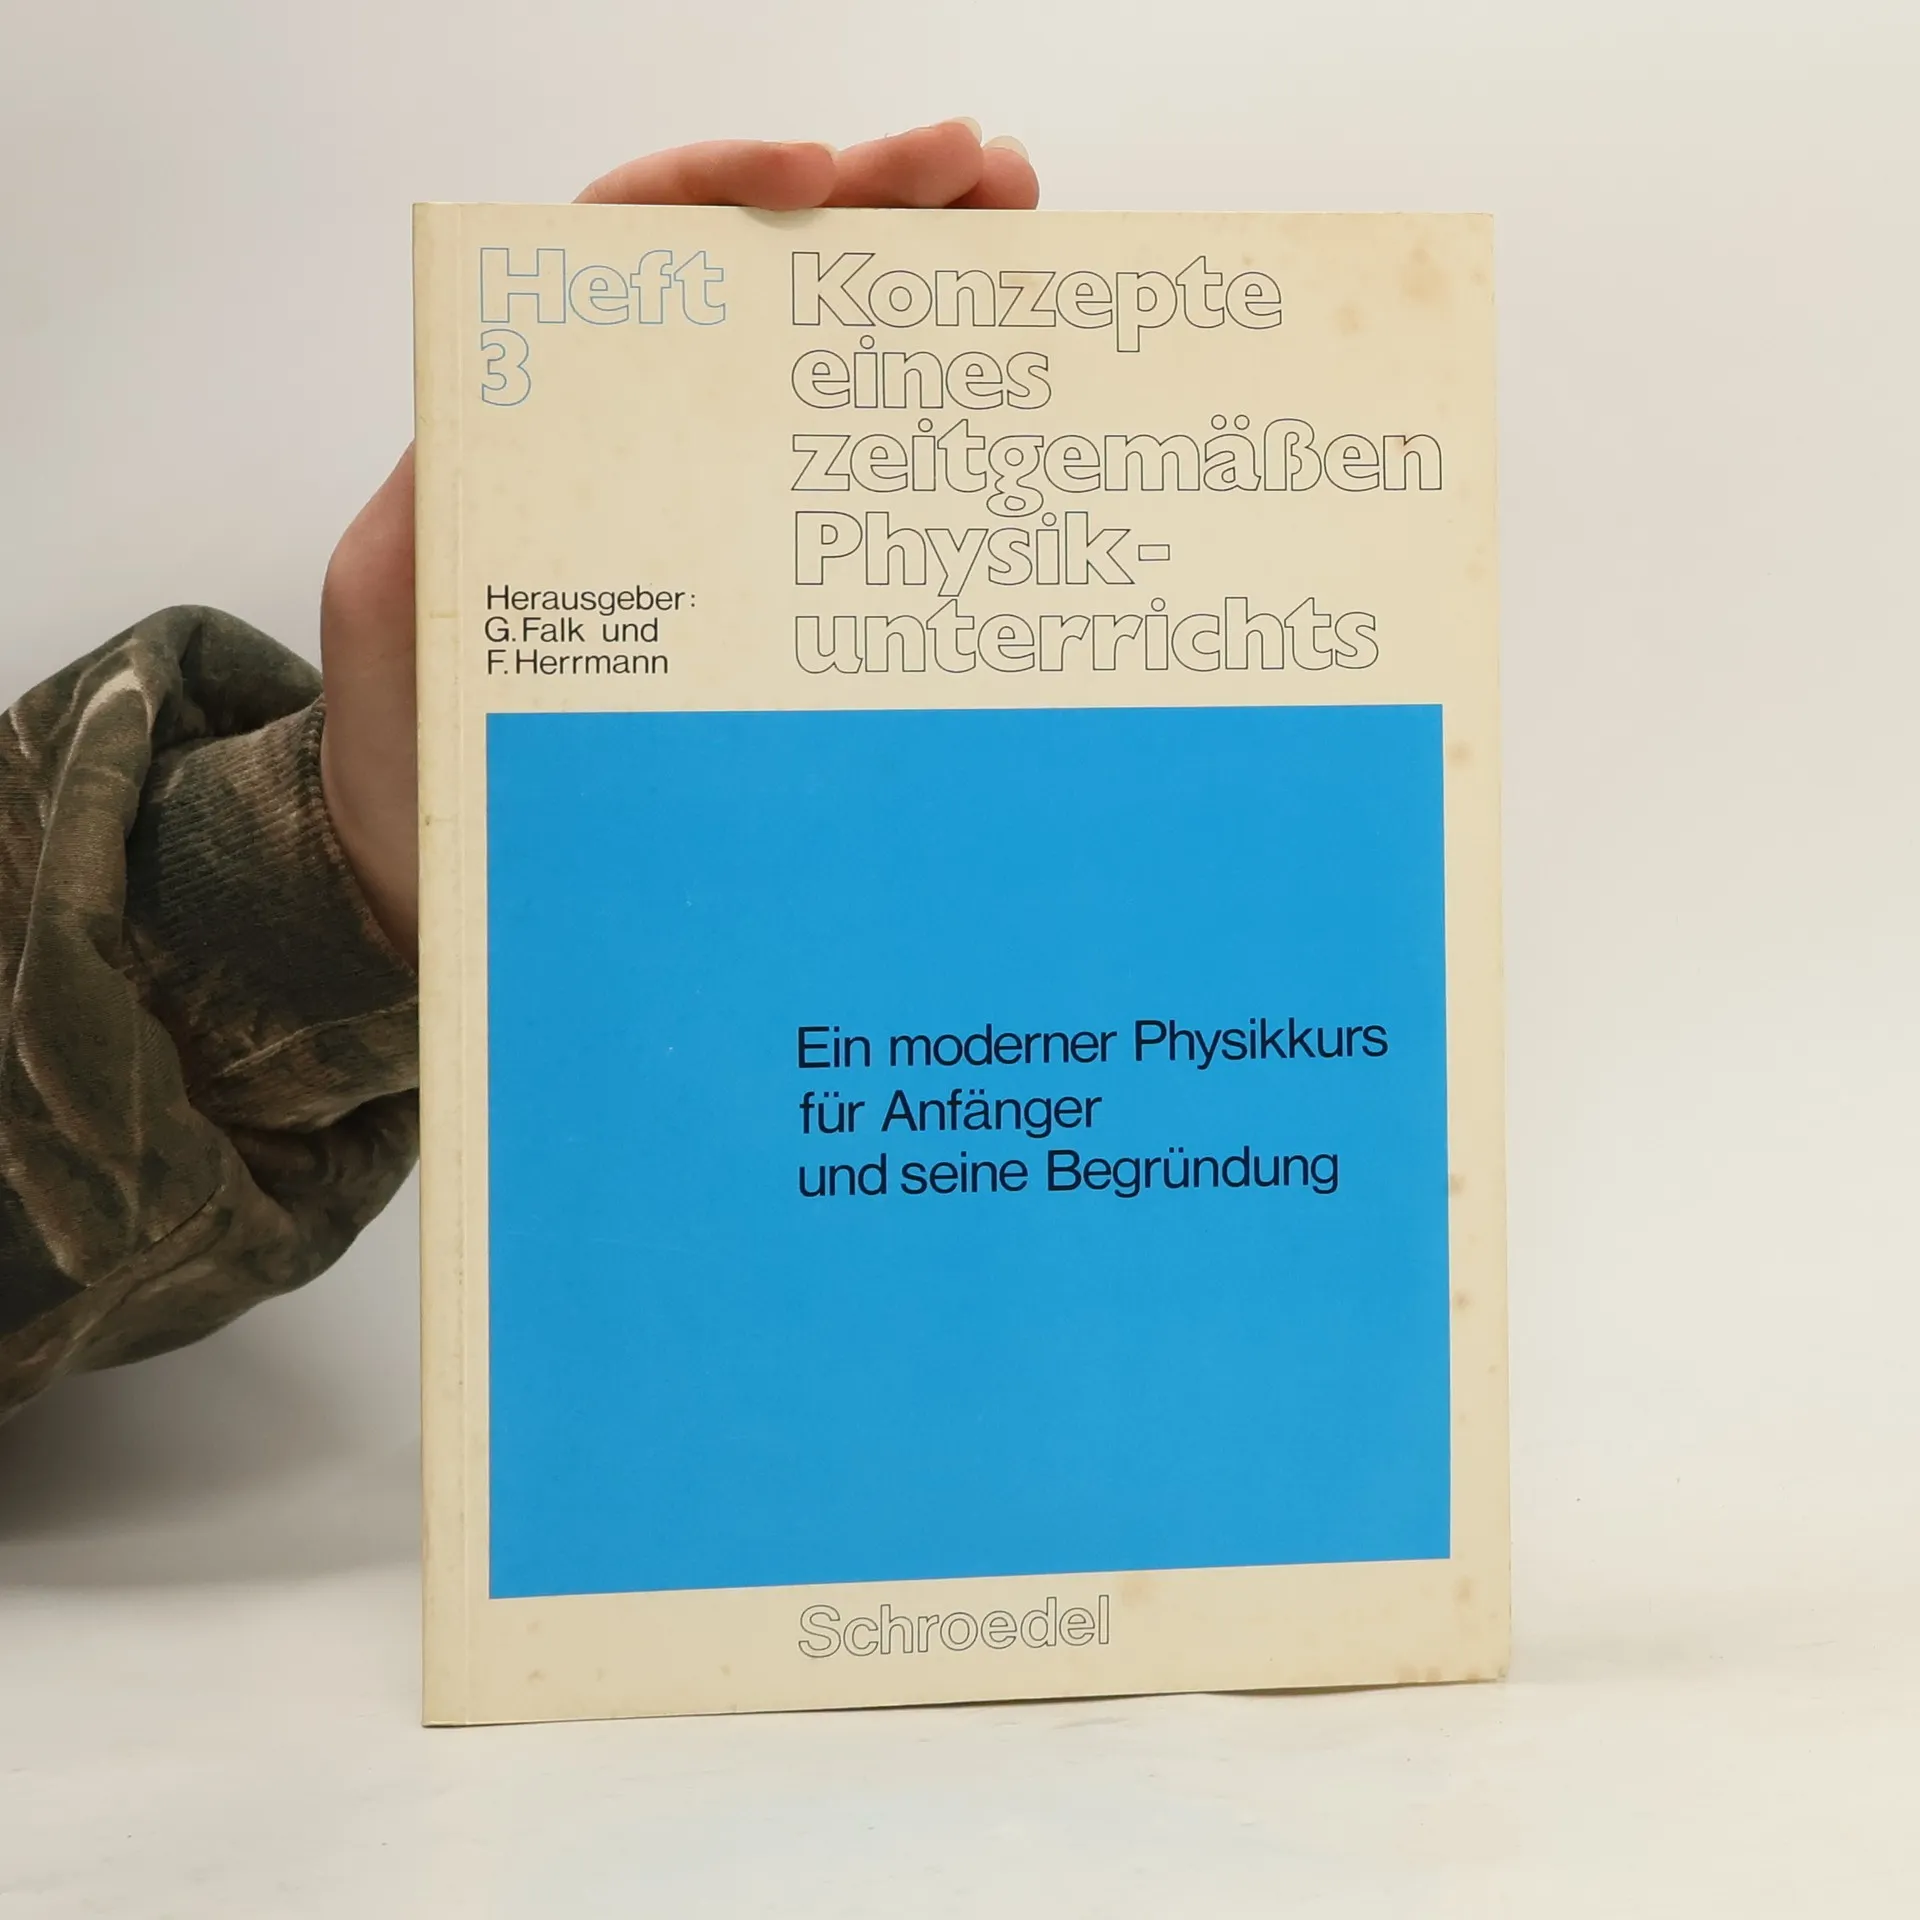 Heft
3
Konzepte
eines
zeitgemäßen
Physik-
unterrichts
Herausgeber:
G. Falk und
F. Herrmann
Ein moderner Physikkurs
für Anfänger
und seine Begründung
Schroedel